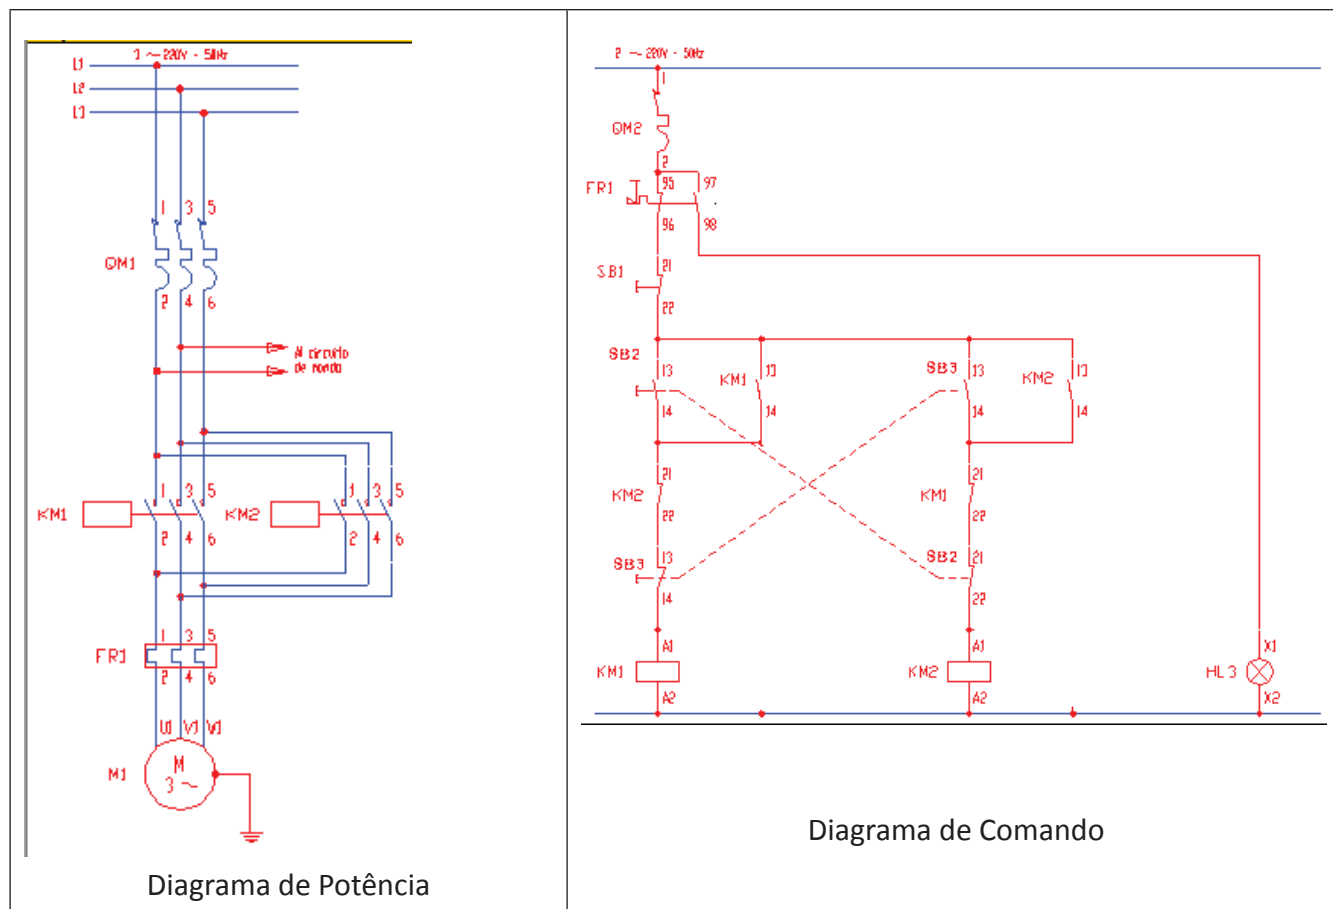 3 ~ 220V - 50Hz
L1
L2
L3
1 3 5
QM1
2 4 6
Al circuito
de mando
1 3 5
1 3 5
KM1
KM2
2 4 6
2 4 6
1 3 5
FR1
2 4 6
U1 V1 W1
M1
M
3 ~
Diagrama de Potência
2 ~ 220V - 50Hz
1
QM2
2
FR1
95 97
96 98
SB1
21
22
SB2
13
14
KM1
13
14
SB3
13
14
KM2
13
14
KM2
21
22
KM1
21
22
SB3
13
14
SB2
21
22
KM1
A1
A2
KM2
A1
A2
HL3
X1
X2
Diagrama de Comando